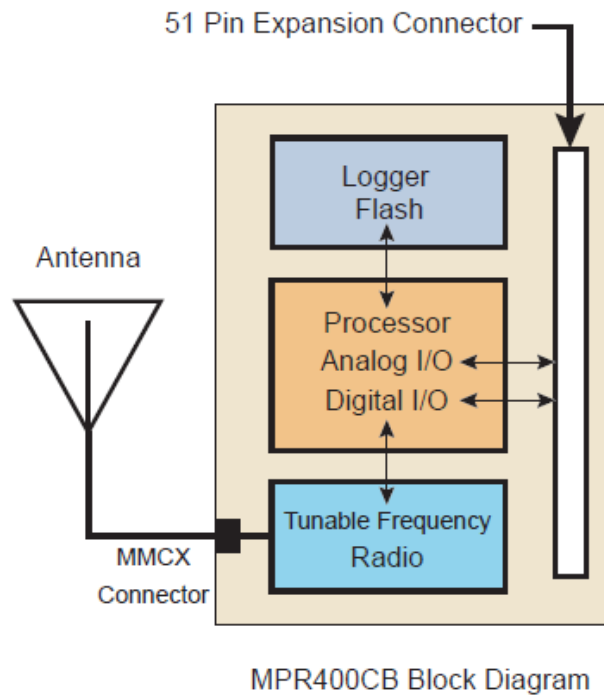 51 Pin Expansion Connector
Logger
Flash
Antenna
Processor
Analog I/O
Digital I/O
Tunable Frequency
Radio
MMCX
Connector
MPR400CB Block Diagram